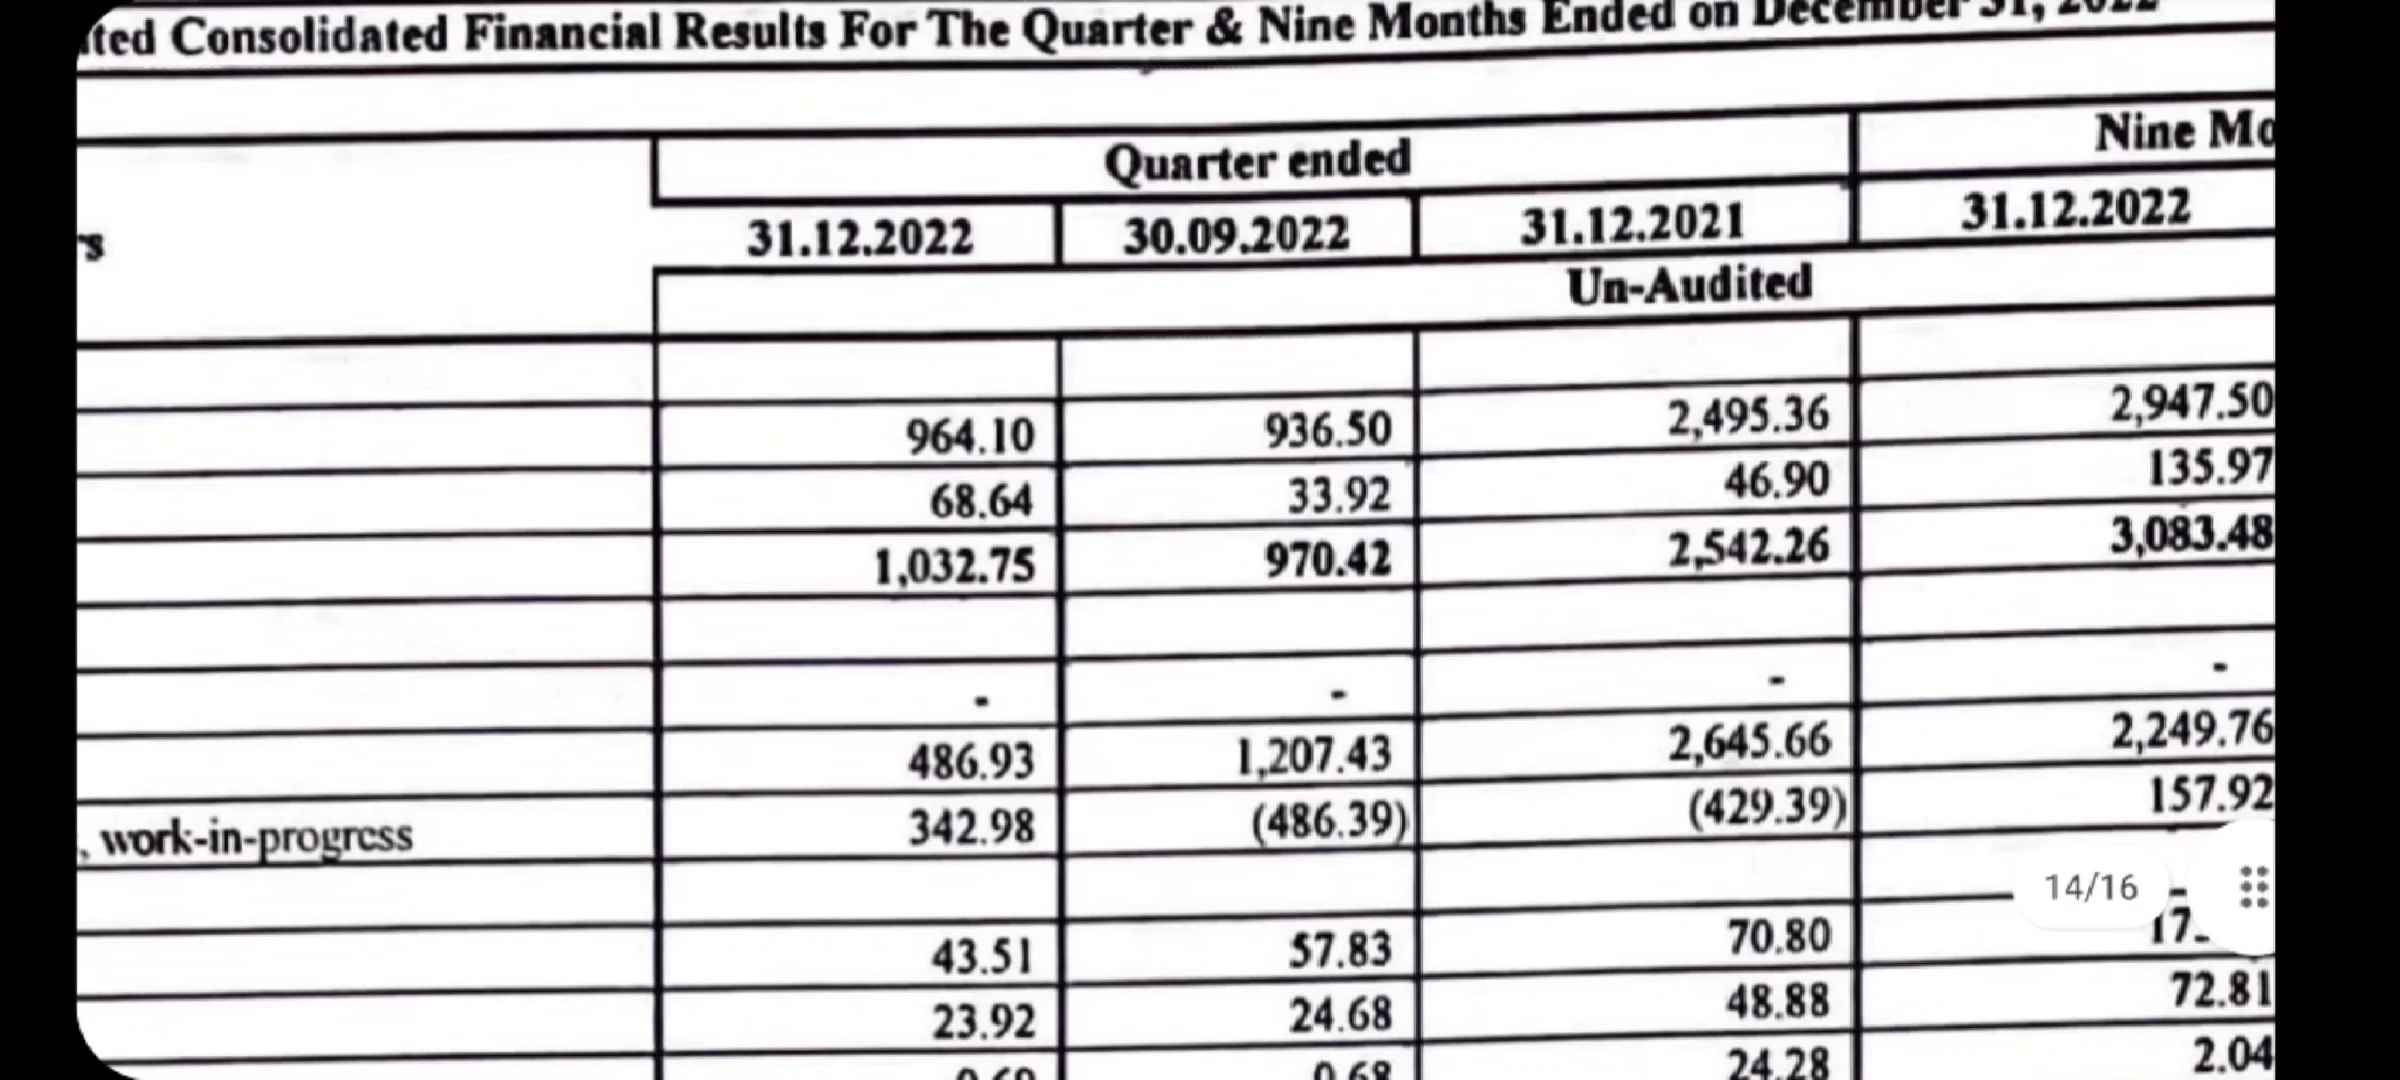 ted Consolidated Financial Results For The Quarter & Nine Months Ended on December 31, 2022
Quarter ended Nine Mo
rs 31.12.2022 30.09.2022 31.12.2021 31.12.2022
Un-Audited
964.10 936.50 2,495.36 2,947.50
68.64 33.92 46.90 135.97
1,032.75 970.42 2,542.26 3,083.48
- - - -
486.93 1,207.43 2,645.66 2,249.76
, work-in-progress 342.98 (486.39) (429.39) 157.92
14/16 -
43.51 57.83 70.80 17
23.92 24.68 48.88 72.81
0.68 24.28 2.04